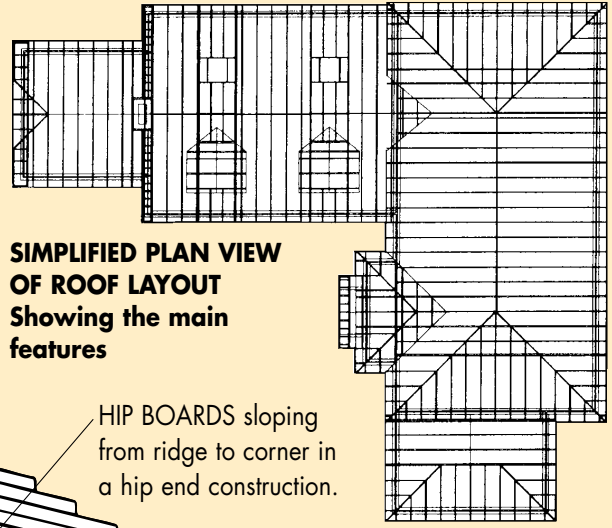 SIMPLIFIED PLAN VIEW
OF ROOF LAYOUT
Showing the main
features
HIP BOARDS sloping
from ridge to corner in
a hip end construction.